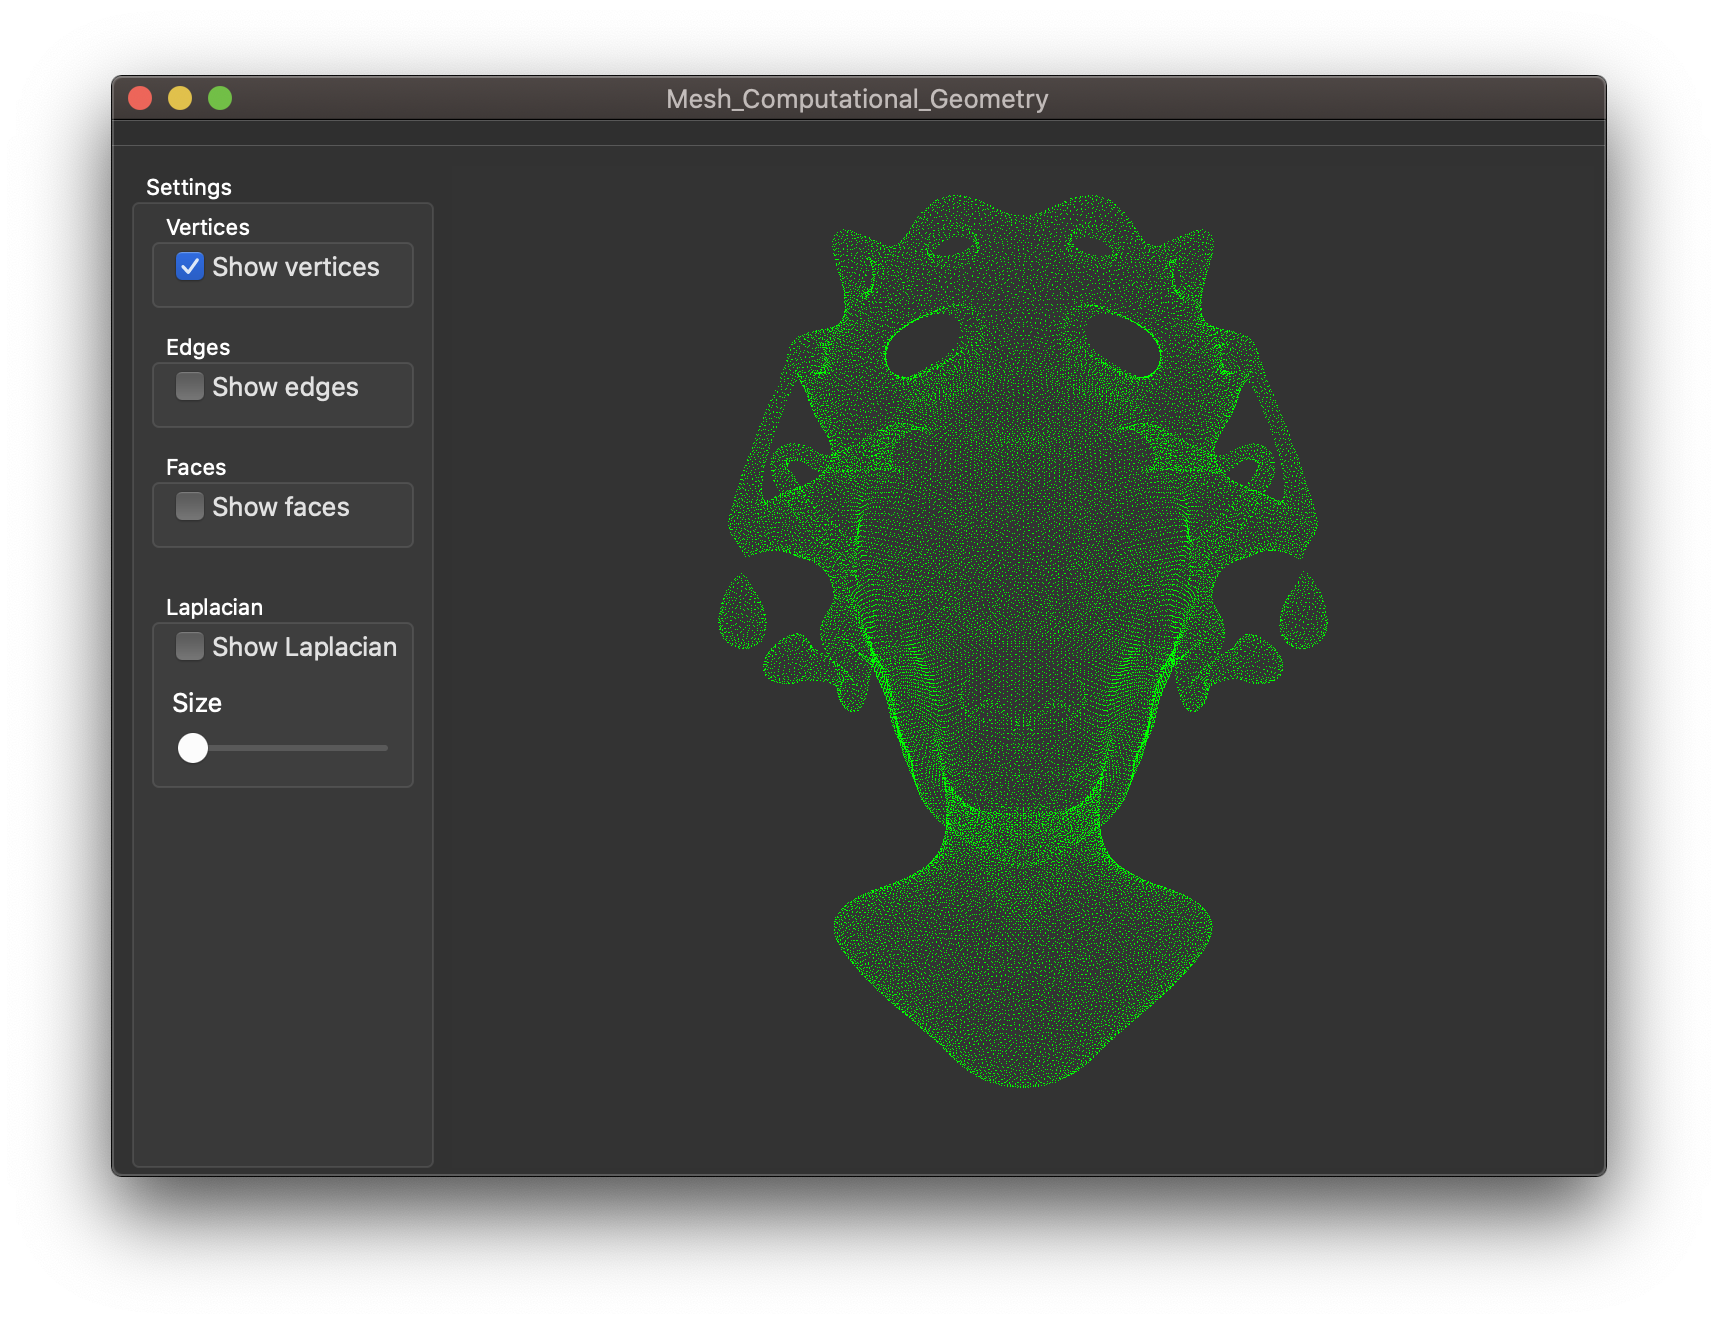 Mesh_Computational_Geometry
Settings
Vertices
Show vertices
Edges
Show edges
Faces
Show faces
Laplacian
Show Laplacian
Size